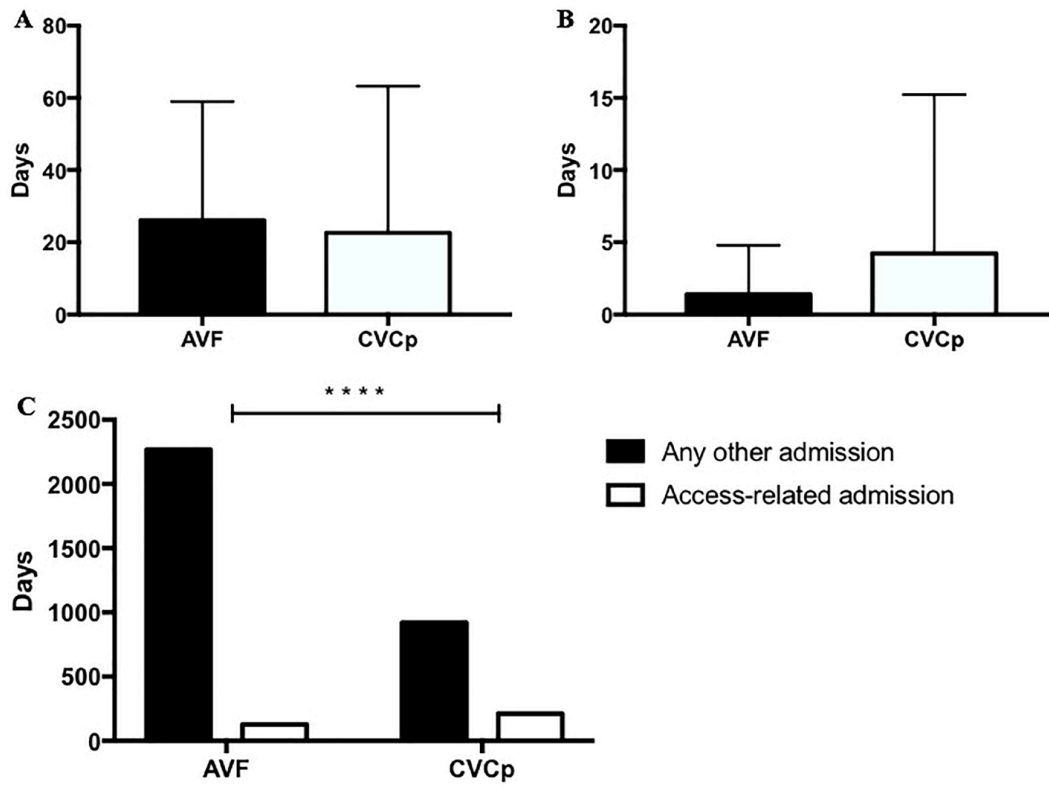 A
80
60
40
20
0
Days
AVF
CVCp
B
20
15
10
5
0
Days
AVF
CVCp
C
****
2500
2000
1500
1000
500
0
Days
AVF
CVCp
Any other admission
Access-related admission